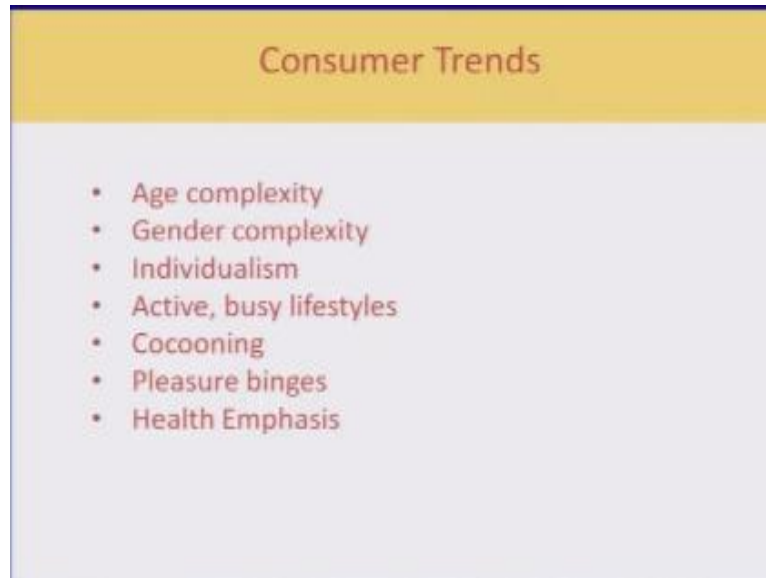 Consumer Trends
• Age complexity
• Gender complexity
• Individualism
• Active, busy lifestyles
• Cocooning
• Pleasure binges
• Health Emphasis